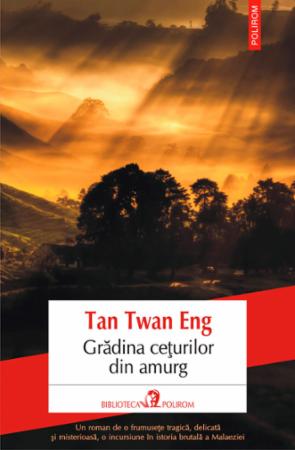 POLIROM
Tan Twan Eng
Grădina ceţurilor
din amurg
BIBLIOTECA POLIROM
Un roman de o frumuseţe tragică, delicată
şi misterioasă, o incursiune în istoria brutală a Malaeziei